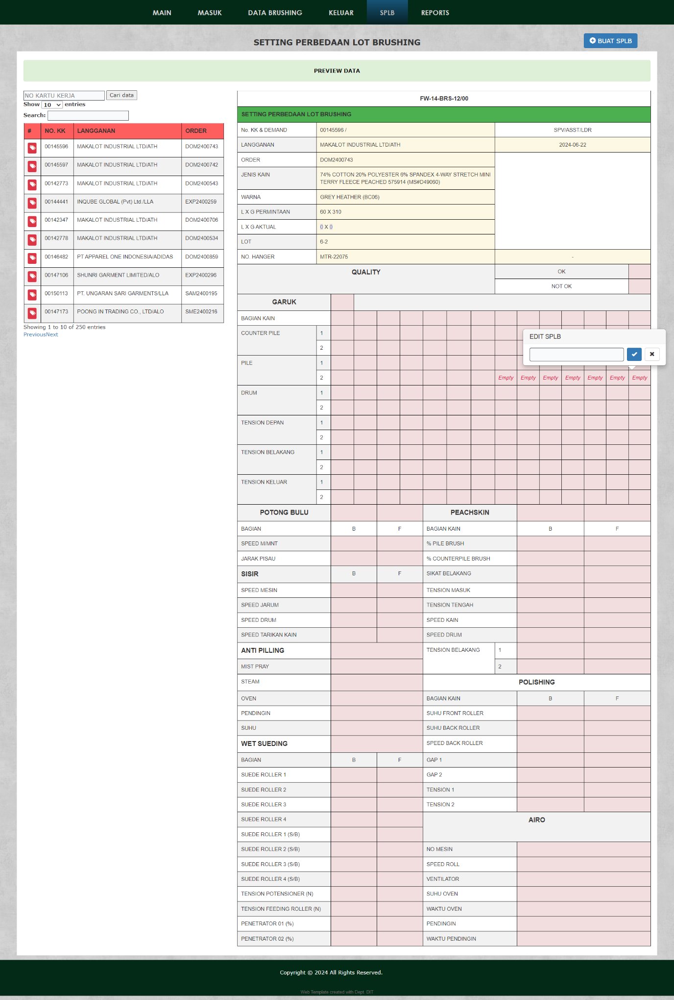 MAIN MASUK DATA BRUSHING KELUAR SPLB REPORTS
SETTING PERBEDAAN LOT BRUSHING
BUAT SPLB
PREVIEW DATA
NO KARTU KERJA Cari data
Show 10 entries
Search:
# NO. KK LANGGANAN ORDER
00145596 MAKALOT INDUSTRIAL LTD/ATH DOM2400743
00145597 MAKALOT INDUSTRIAL LTD/ATH DOM2400742
00142773 MAKALOT INDUSTRIAL LTD/ATH DOM2400543
00144441 INQUBE GLOBAL (Pvt) Ltd./LLA EXP2400259
00142347 MAKALOT INDUSTRIAL LTD/ATH DOM2400706
00142778 MAKALOT INDUSTRIAL LTD/ATH DOM2400534
00146482 PT APPAREL ONE INDONESIA/ADIDAS DOM2400859
00147106 SHUNRI GARMENT LIMITED/ALO EXP2400296
00150113 PT. UNGARAN SARI GARMENTS/LLA SAM2400195
00147173 POONG IN TRADING CO., LTD/ALO SME2400216
Showing 1 to 10 of 250 entries
PreviousNext
FW-14-BRS-12/00
SETTING PERBEDAAN LOT BRUSHING
No. KK & DEMAND 00145596 / SPV/ASST/LDR
LANGGANAN MAKALOT INDUSTRIAL LTD/ATH 2024-06-22
ORDER DOM2400743
JENIS KAIN 74% COTTON 20% POLYESTER 6% SPANDEX 4-WAY STRETCH MINI
TERRY FLEECE PEACHED 575914 (MS#D49060)
WARNA GREY HEATHER (BC06)
L X G PERMINTAAN 60 X 310
L X G AKTUAL 0 X 0
LOT 6-2
NO. HANGER MTR-22075 -
QUALITY OK
NOT OK
GARUK
BAGIAN KAIN
COUNTER PILE 1
2
EDIT SPLB
PILE 1
2 Empty Empty Empty Empty Empty Empty Empty
DRUM 1
2
TENSION DEPAN 1
2
TENSION BELAKANG 1
2
TENSION KELUAR 1
2
POTONG BULU PEACHSKIN
BAGIAN B F BAGIAN KAIN B F
SPEED M/MNT % PILE BRUSH
JARAK PISAU % COUNTERPILE BRUSH
SISIR B F SIKAT BELAKANG
SPEED MESIN TENSION MASUK
SPEED JARUM TENSION TENGAH
SPEED DRUM SPEED KAIN
SPEED TARIKAN KAIN SPEED DRUM
ANTI PILLING TENSION BELAKANG 1
MIST PRAY 2
STEAM POLISHING
OVEN BAGIAN KAIN B F
PENDINGIN SUHU FRONT ROLLER
SUHU SUHU BACK ROLLER
WET SUEDING SPEED BACK ROLLER
BAGIAN B F GAP 1
SUEDE ROLLER 1 GAP 2
SUEDE ROLLER 2 TENSION 1
SUEDE ROLLER 3 TENSION 2
SUEDE ROLLER 4 AIRO
SUEDE ROLLER 1 (S/B)
SUEDE ROLLER 2 (S/B) NO MESIN
SUEDE ROLLER 3 (S/B) SPEED ROLL
SUEDE ROLLER 4 (S/B) VENTILATOR
TENSION POTENSIONER (N) SUHU OVEN
TENSION FEEDING ROLLER (N) WAKTU OVEN
PENETRATOR 01 (%) PENDINGIN
PENETRATOR 02 (%) WAKTU PENDINGIN
Copyright © 2024 All Rights Reserved.
Web Template created with Dept. DIT